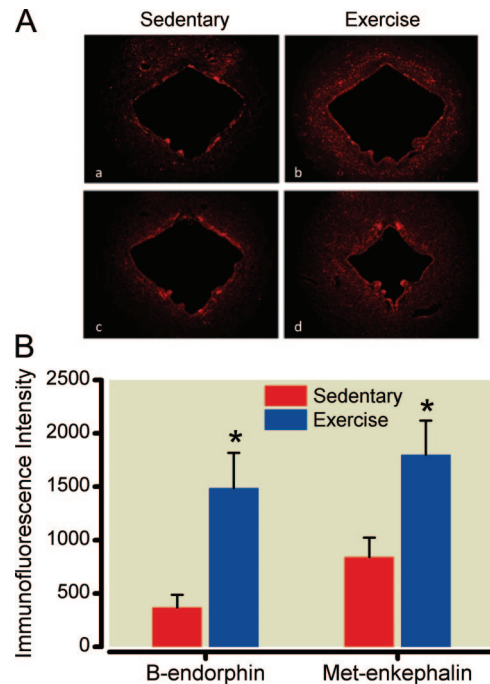 A
Sedentary Exercise
a b
c d
B
Immunofluorescence Intensity
2500
2000
1500
1000
500
0
Sedentary
Exercise
* *
B-endorphin Met-enkephalin